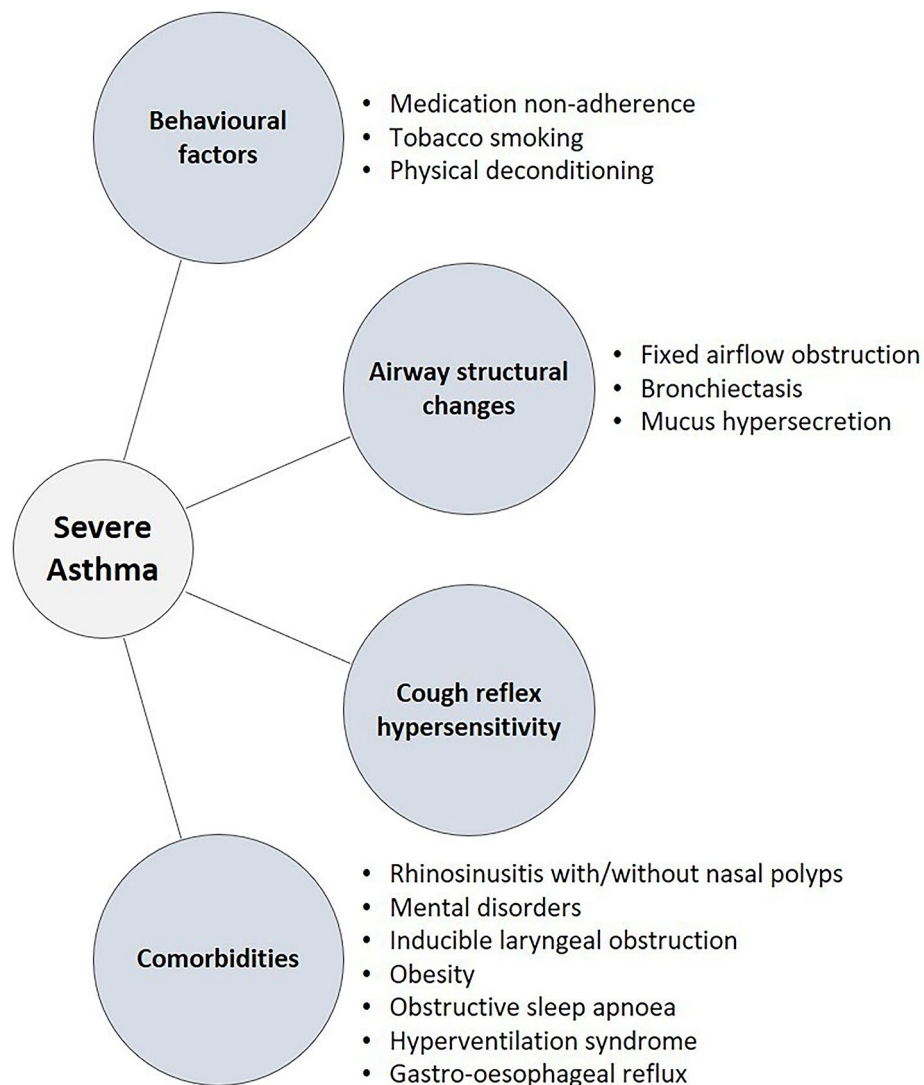 Behavioural
factors
• Medication non-adherence
• Tobacco smoking
• Physical deconditioning
Airway structural
changes
• Fixed airflow obstruction
• Bronchiectasis
• Mucus hypersecretion
Severe
Asthma
Cough reflex
hypersensitivity
Comorbidities
• Rhinosinusitis with/without nasal polyps
• Mental disorders
• Inducible laryngeal obstruction
• Obesity
• Obstructive sleep apnoea
• Hyperventilation syndrome
• Gastro-oesophageal reflux